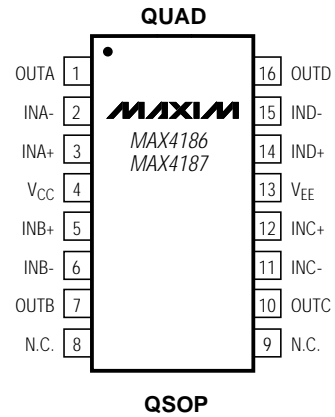 QUAD
OUTA 1 16 OUTD
INA- 2 MAXIM 15 IND-
INA+ 3 MAX4186 14 IND+
MAX4187
VCC 4 13 VEE
INB+ 5 12 INC+
INB- 6 11 INC-
OUTB 7 10 OUTC
N.C. 8 9 N.C.
QSOP